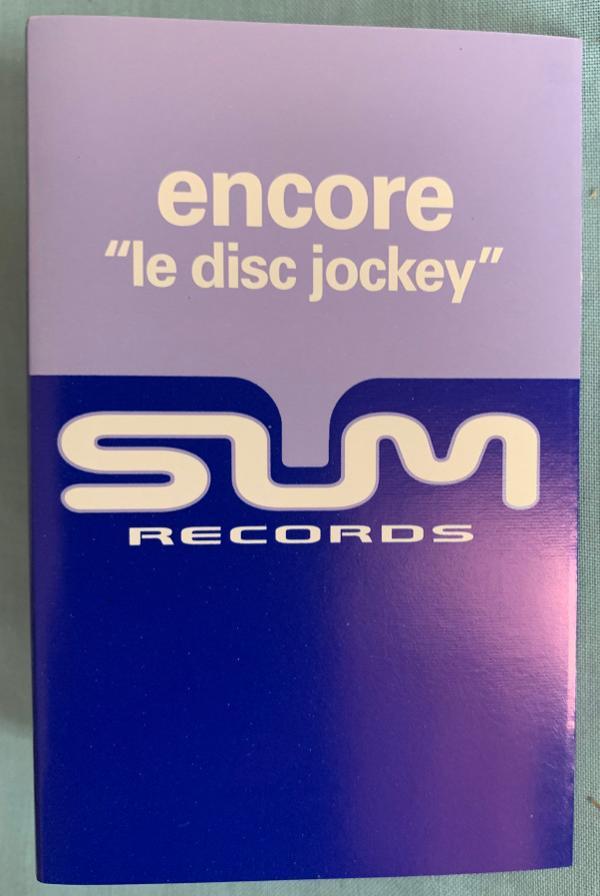 encore
"le disc jockey"
SUM
RECORDS